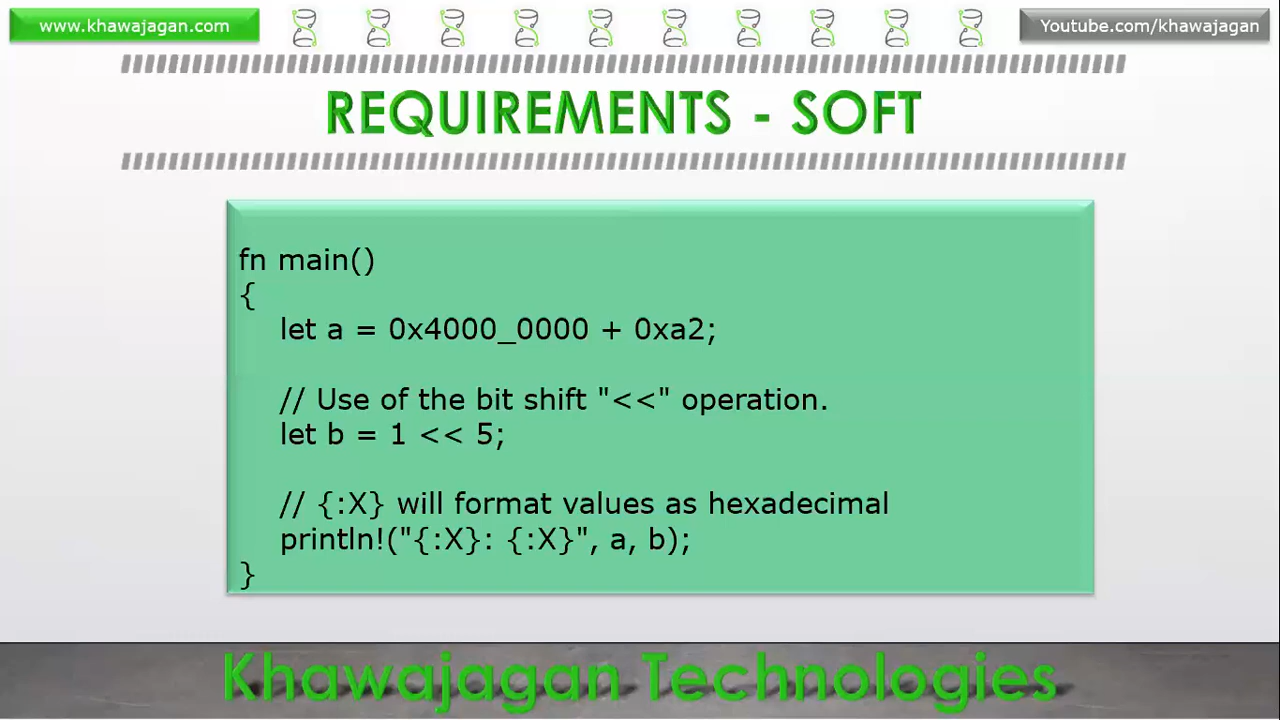 www.khawajagan.com
Youtube.com/khawajagan
REQUIREMENTS - SOFT
fn main()
{
let a = 0x4000_0000 + 0xa2;
// Use of the bit shift "<<" operation.
let b = 1 << 5;
// {:X} will format values as hexadecimal
println!("{:X}: {:X}", a, b);
}
Khawajagan Technologies